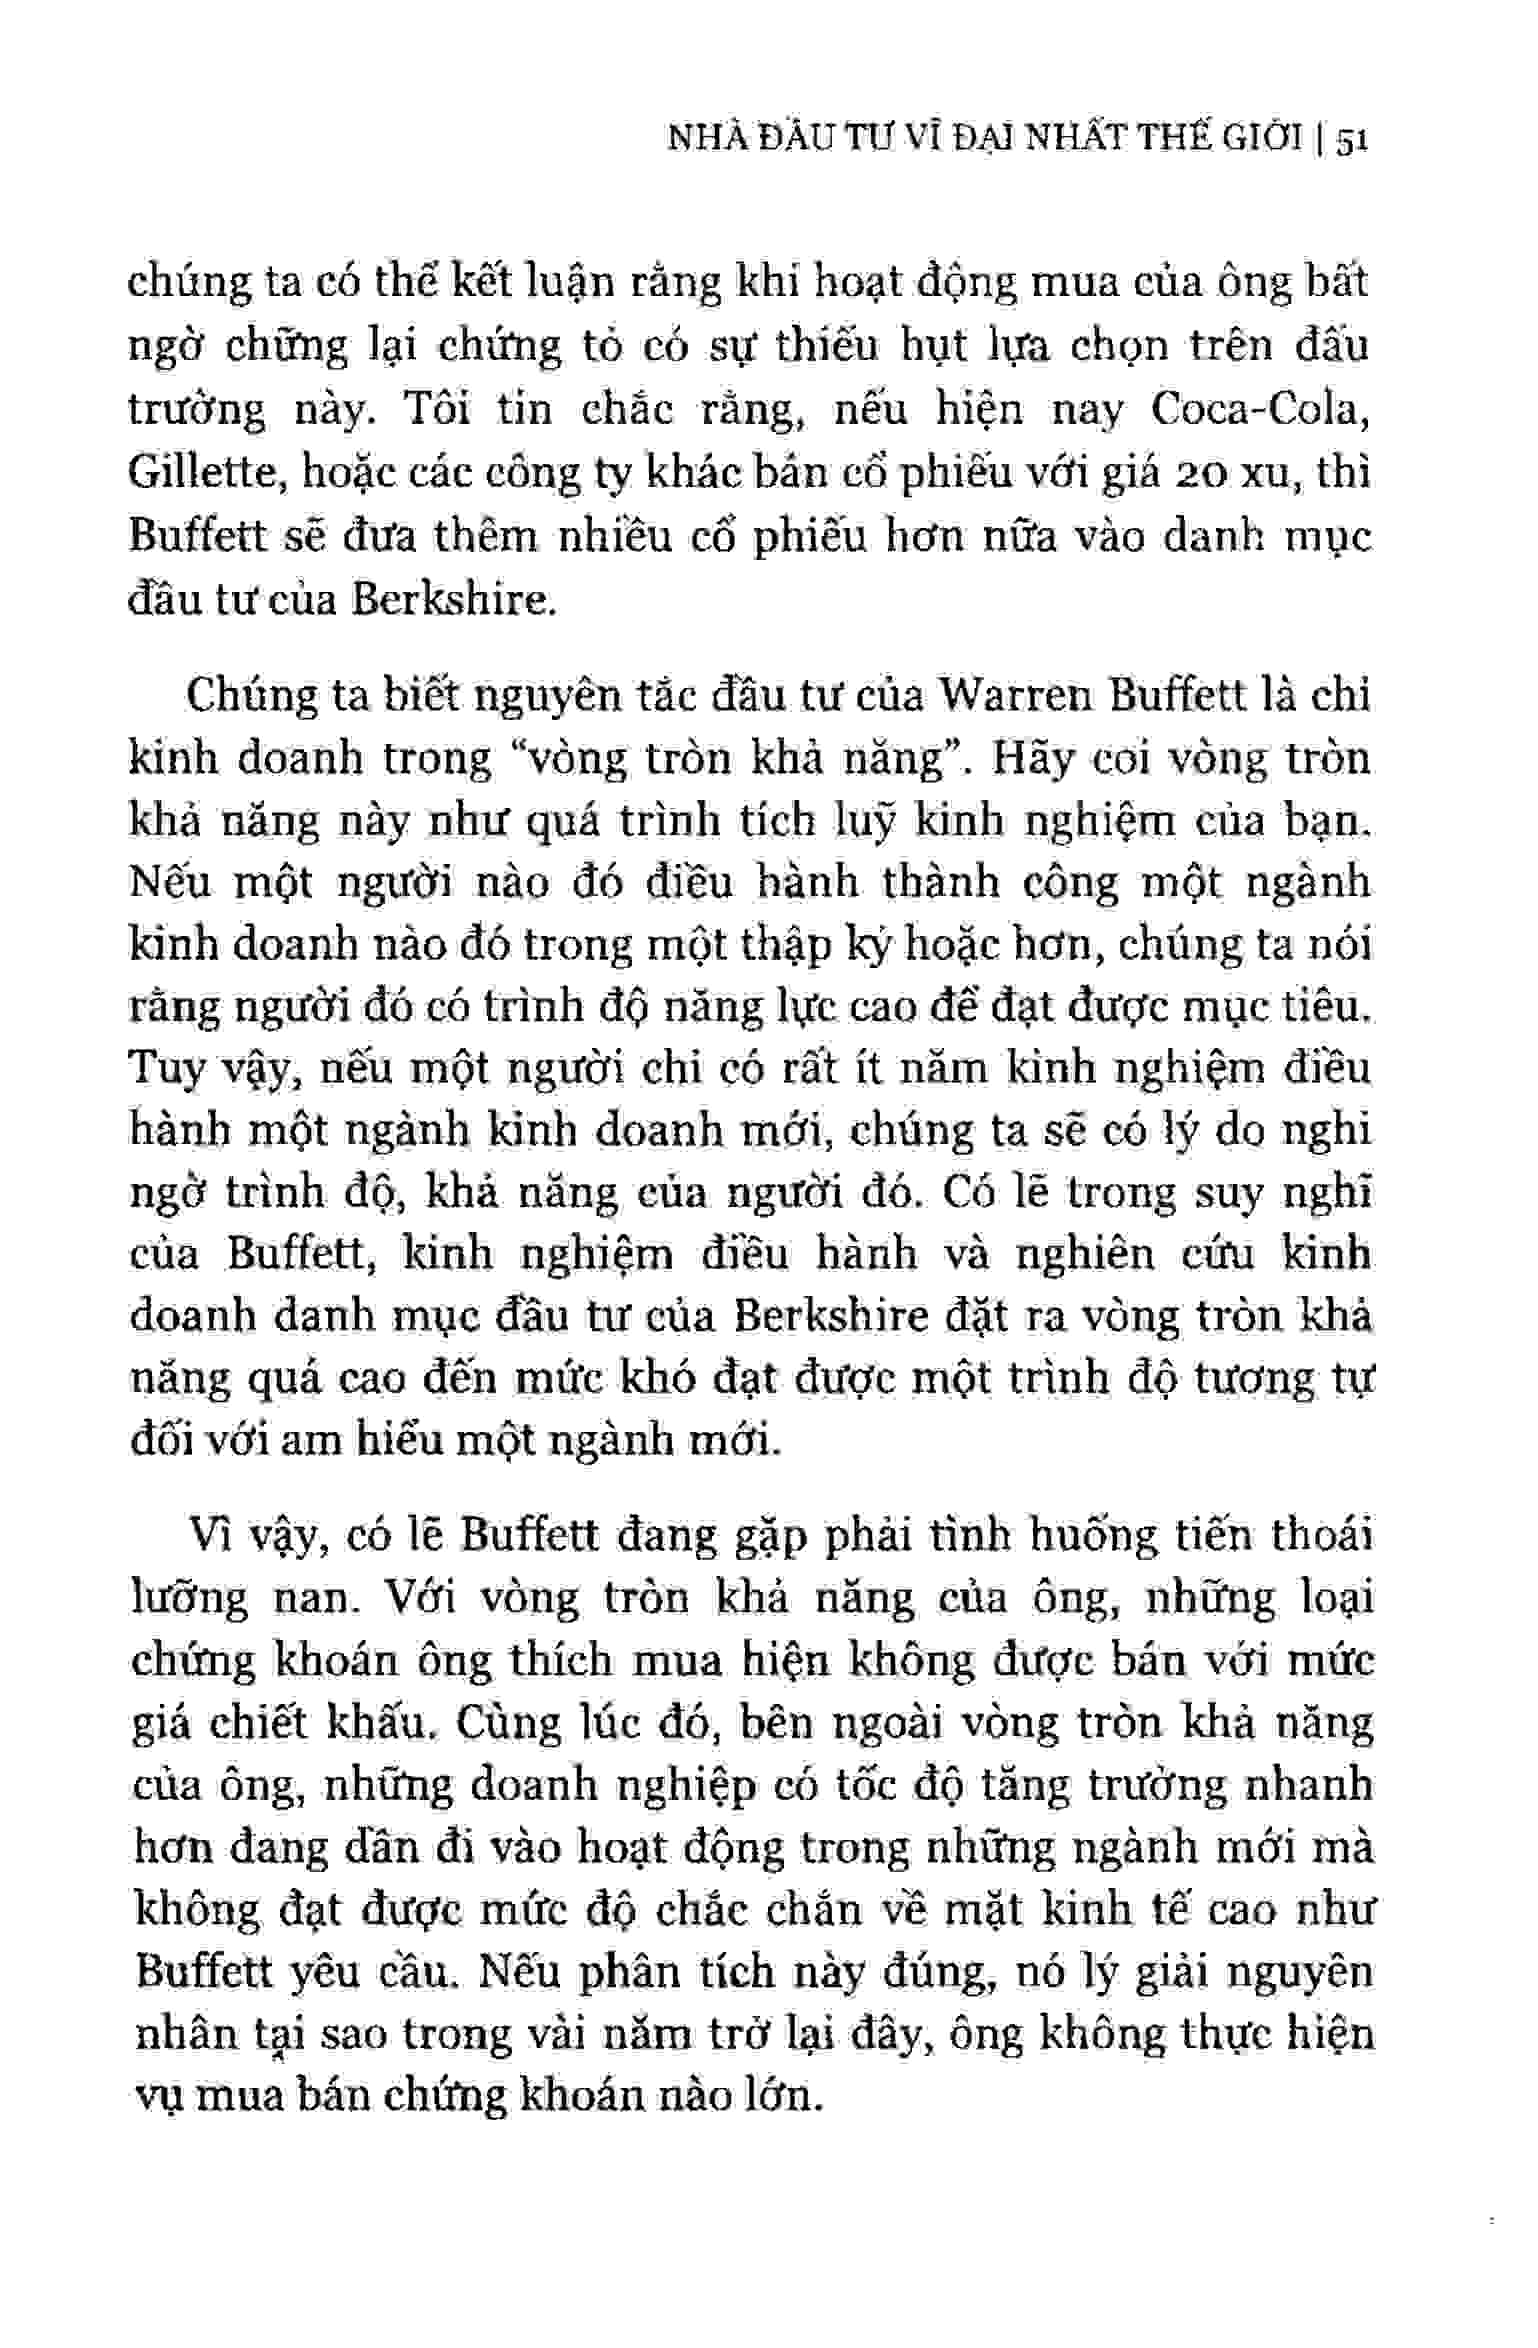 NHÀ ĐẦU TƯ VĨ ĐẠI NHẤT THẾ GIỚI | 51
chúng ta có thể kết luận rằng khi hoạt động mua của ông bất
ngờ chững lại chứng tỏ có sự thiếu hụt lựa chọn trên đấu
trường này. Tôi tin chắc rằng, nếu hiện nay Coca-Cola,
Gillette, hoặc các công ty khác bán cổ phiếu với giá 20 xu, thì
Buffett sẽ đưa thêm nhiều cổ phiếu hơn nữa vào danh mục
đầu tư của Berkshire.
Chúng ta biết nguyên tắc đầu tư của Warren Buffett là chỉ
kinh doanh trong “vòng tròn khả năng”. Hãy coi vòng tròn
khả năng này như quá trình tích luỹ kinh nghiệm của bạn.
Nếu một người nào đó điều hành thành công một ngành
kinh doanh nào đó trong một thập kỷ hoặc hơn, chúng ta nói
rằng người đó có trình độ năng lực cao để đạt được mục tiêu.
Tuy vậy, nếu một người chỉ có rất ít năm kinh nghiệm điều
hành một ngành kinh doanh mới, chúng ta sẽ có lý do nghi
ngờ trình độ, khả năng của người đó. Có lẽ trong suy nghĩ
của Buffett, kinh nghiệm điều hành và nghiên cứu kinh
doanh danh mục đầu tư của Berkshire đặt ra vòng tròn khả
năng quá cao đến mức khó đạt được một trình độ tương tự
đối với am hiểu một ngành mới.
Vì vậy, có lẽ Buffett đang gặp phải tình huống tiến thoái
lưỡng nan. Với vòng tròn khả năng của ông, những loại
chứng khoán ông thích mua hiện không được bán với mức
giá chiết khấu. Cùng lúc đó, bên ngoài vòng tròn khả năng
của ông, những doanh nghiệp có tốc độ tăng trưởng nhanh
hơn đang dần đi vào hoạt động trong những ngành mới mà
không đạt được mức độ chắc chắn về mặt kinh tế cao như
Buffett yêu cầu. Nếu phân tích này đúng, nó lý giải nguyên
nhân tại sao trong vài năm trở lại đây, ông không thực hiện
vụ mua bán chứng khoán nào lớn.